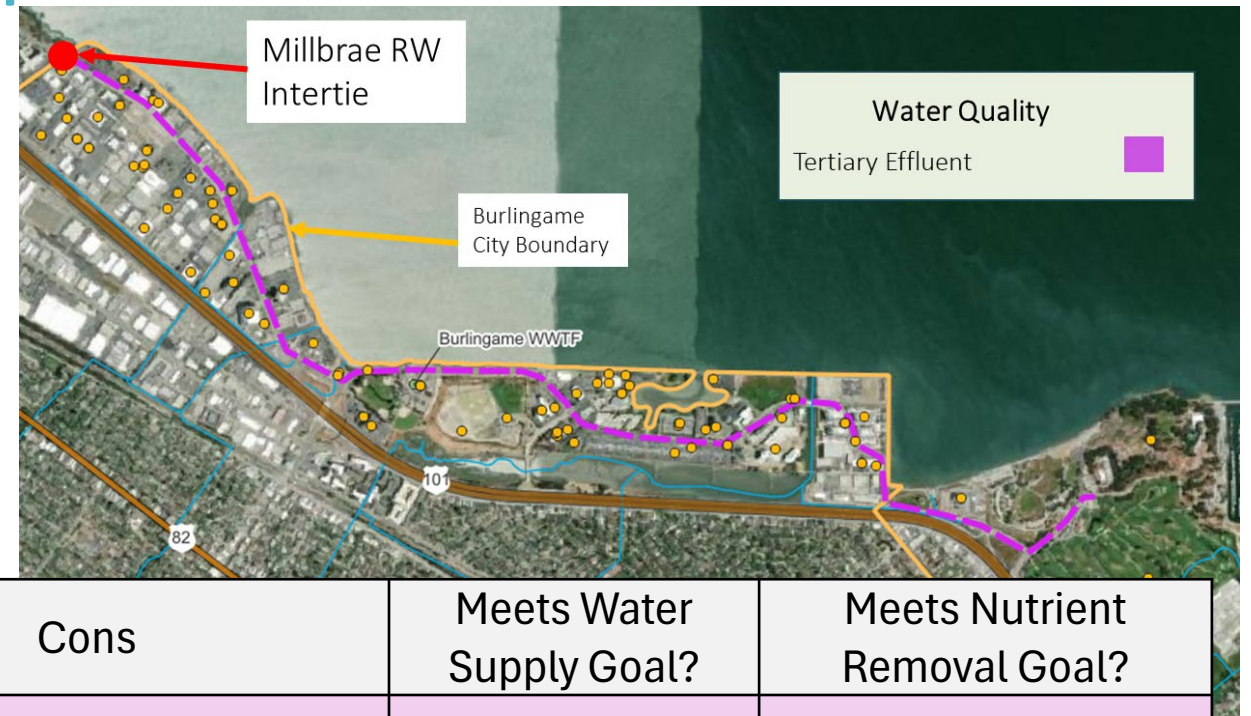 Millbrae RW
Intertie
Water Quality
Tertiary Effluent
Burlingame
City Boundary
Burlingame WWTF
101
82
Cons
Meets Water
Supply Goal?
Meets Nutrient
Removal Goal?